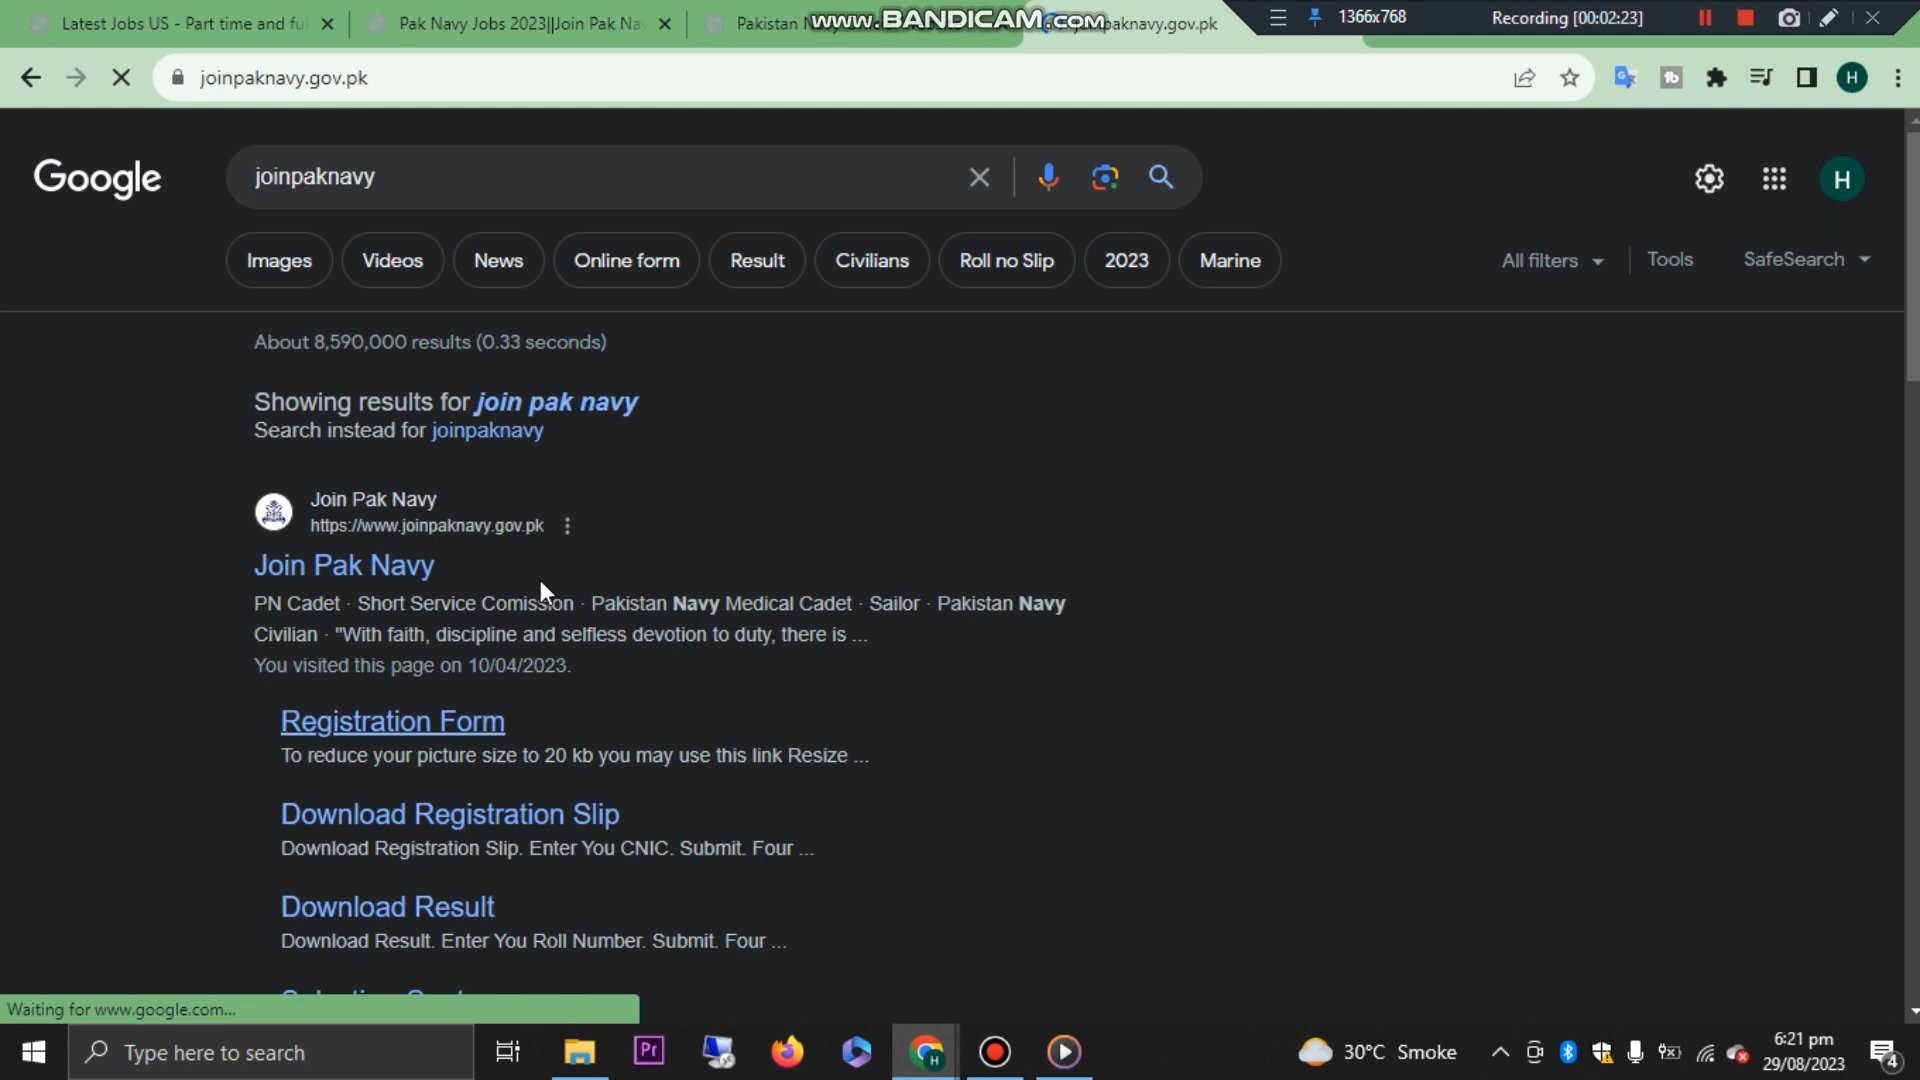 Latest Jobs US - Part time and ful
Pak Navy Jobs 2023||Join Pak Na
Pakistan N
www.BANDICAM.com
paknavy.gov.pk
1366x768
Recording [00:02:23]
joinpaknavy.gov.pk
Google
joinpaknavy
H
Images
Videos
News
Online form
Result
Civilians
Roll no Slip
2023
Marine
All filters
Tools
SafeSearch
About 8,590,000 results (0.33 seconds)
Showing results for join pak navy
Search instead for joinpaknavy
Join Pak Navy
https://www.joinpaknavy.gov.pk
Join Pak Navy
PN Cadet · Short Service Comission · Pakistan Navy Medical Cadet · Sailor · Pakistan Navy
Civilian · "With faith, discipline and selfless devotion to duty, there is ...
You visited this page on 10/04/2023.
Registration Form
To reduce your picture size to 20 kb you may use this link Resize ...
Download Registration Slip
Download Registration Slip. Enter You CNIC. Submit. Four ...
Download Result
Download Result. Enter You Roll Number. Submit. Four ...
Waiting for www.google.com...
Type here to search
Pr
30°C Smoke
6:21 pm
29/08/2023
4